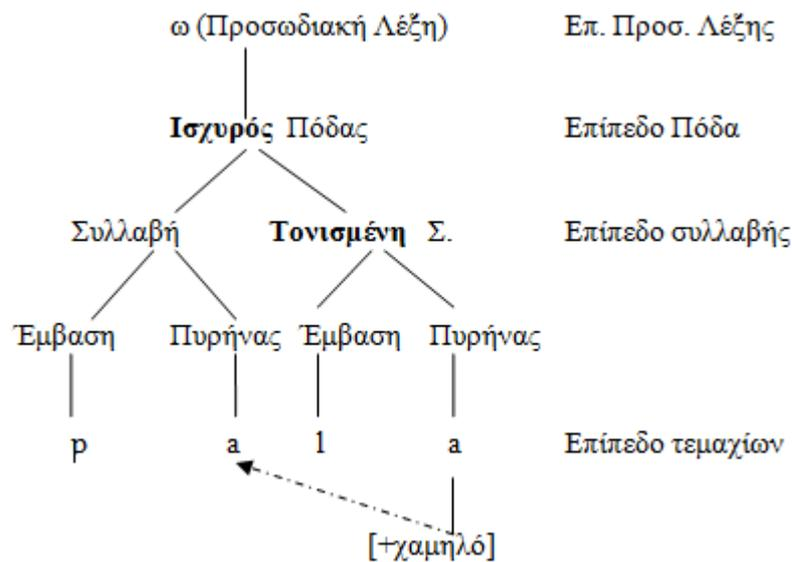 ω (Προσωδιακή Λέξη) Επ. Προσ. Λέξης
Ισχυρός Πόδας Επίπεδο Πόδα
Συλλαβή Τονισμένη Σ. Επίπεδο συλλαβής
Έμβαση Πυρήνας Έμβαση Πυρήνας
p a l a Επίπεδο τεμαχίων
[+χαμηλό]